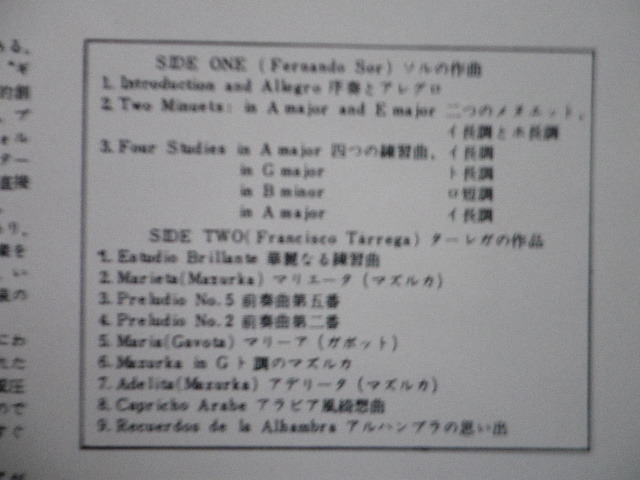 SIDE ONE (Fernando Sor) ソルの作曲
1. Introduction and Allegro 序奏とアレグロ
2. Two Minuets: in A major and E major 二つのメヌエット、
イ長調とホ長調
3. Four Studies in A major 四つの練習曲、イ長調
in G major ト長調
in B minor ロ短調
in A major イ長調
SIDE TWO (Francisco Tárrega) ターレガの作品
1. Estudio Brillante 華麗なる練習曲
2. Marieta (Mazurka) マリエータ (マズルカ)
3. Preludio No.5 前奏曲第五番
4. Preludio No.2 前奏曲第二番
5. Maria (Gavota) マリーア (ガボット)
6. Mazurka in G ト調のマズルカ
7. Adelita (Mazurka) アデリータ (マズルカ)
8. Capricho Arabe アラビア風綺想曲
9. Recuerdos de la Alhambra アルハンブラの思い出